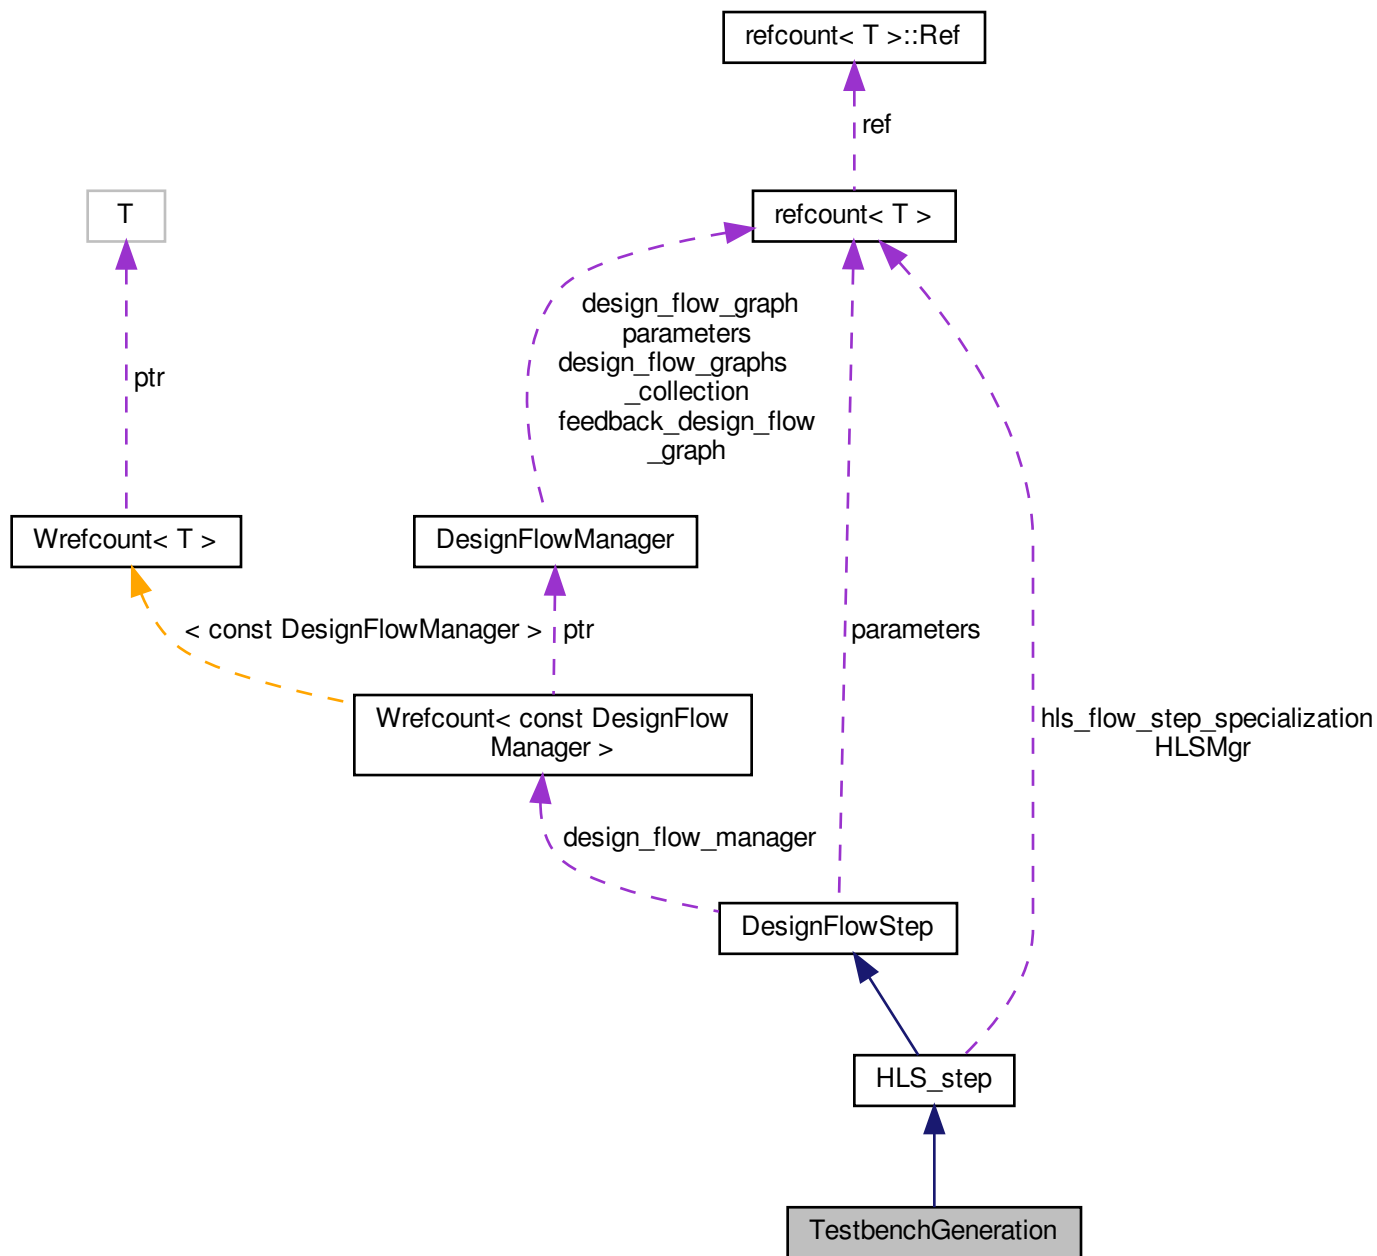 refcount< T >::Ref
ref
T
refcount< T >
design_flow_graph
parameters
design_flow_graphs
_collection
feedback_design_flow
_graph
ptr
Wrefcount< T >
DesignFlowManager
< const DesignFlowManager >
ptr
parameters
Wrefcount< const DesignFlow
Manager >
hls_flow_step_specialization
HLSMgr
design_flow_manager
DesignFlowStep
HLS_step
TestbenchGeneration